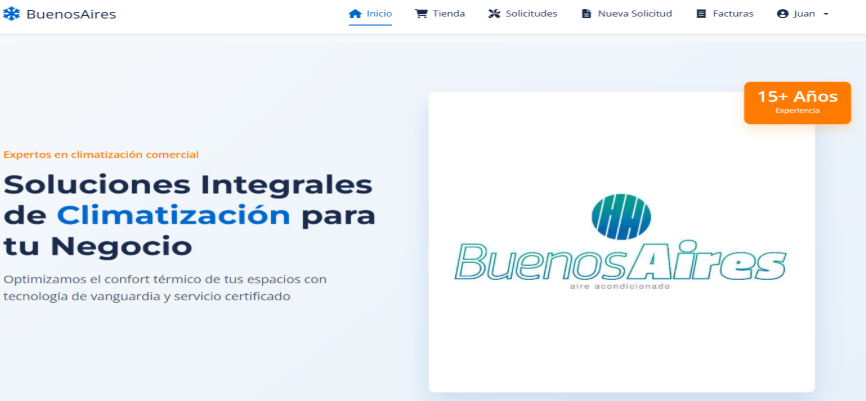 BuenosAires
Inicio
Tienda
Solicitudes
Nueva Solicitud
Facturas
Juan
15+ Años
Experiencia
Expertos en climatización comercial
Soluciones Integrales
de Climatización para
tu Negocio
Optimizamos el confort térmico de tus espacios con
tecnología de vanguardia y servicio certificado
BuenosAires
aire acondicionado